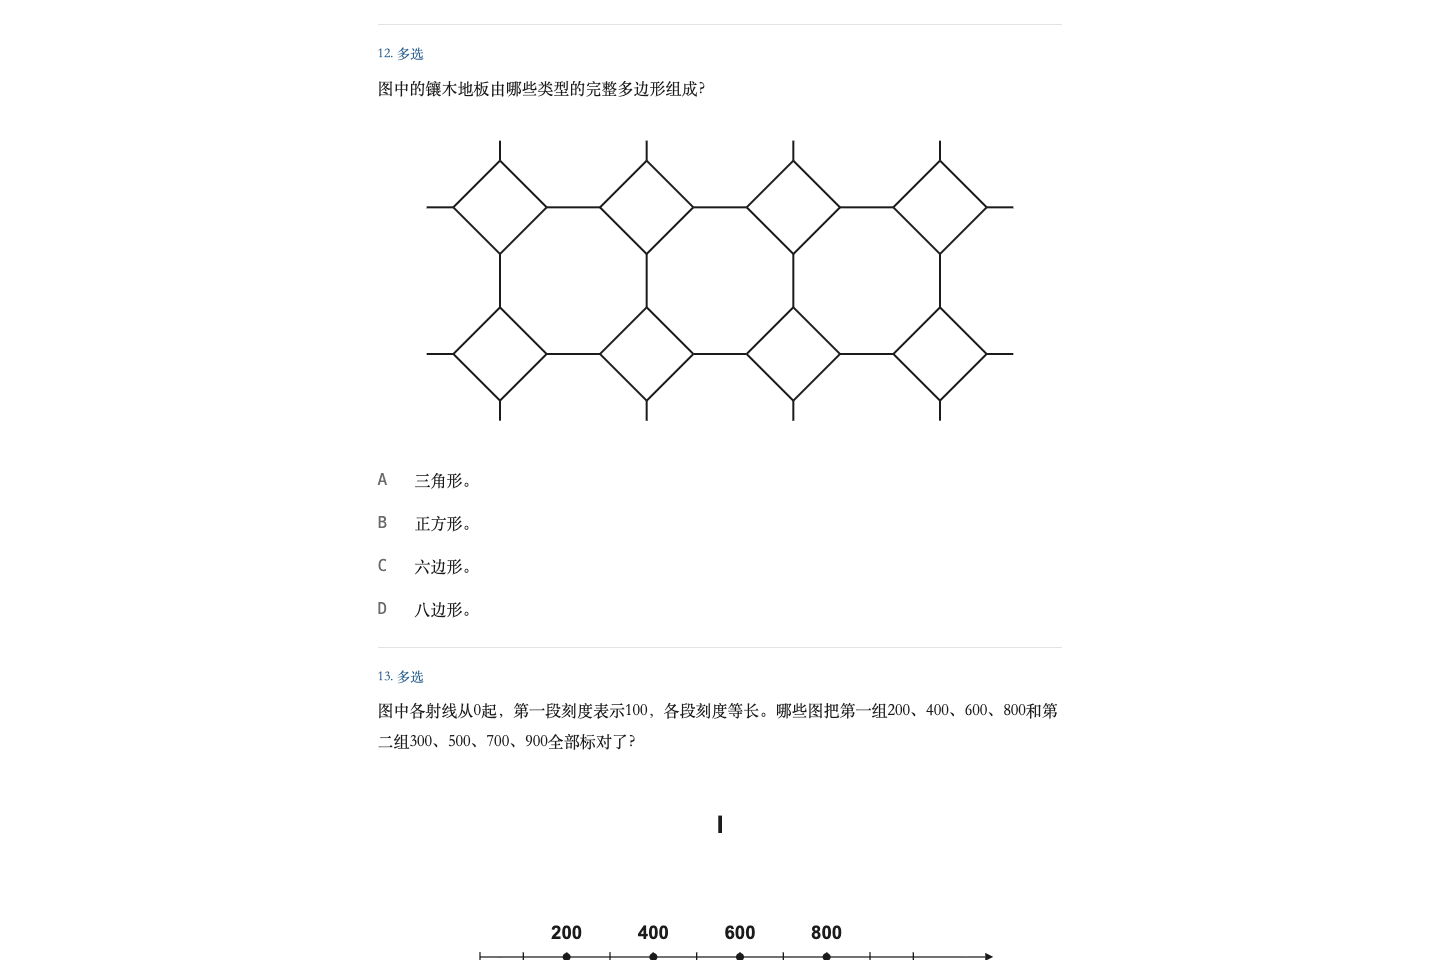 12. 多选
图中的镶木地板由哪些类型的完整多边形组成?
A 三角形。
B 正方形。
C 六边形。
D 八边形。
13. 多选
图中各射线从0起，第一段刻度表示100，各段刻度等长。哪些图把第一组200、400、600、800和第
二组300、500、700、900全部标对了?
I
200 400 600 800